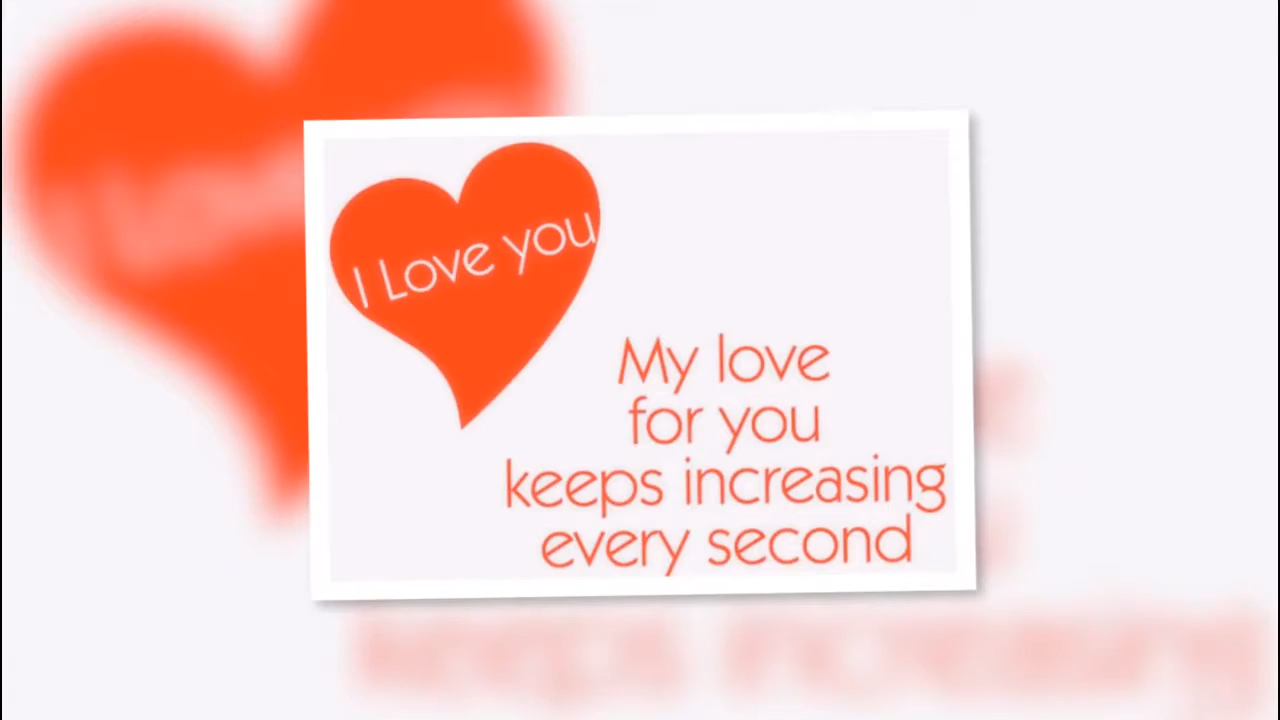 I Love you
My love
for you
keeps increasing
every second